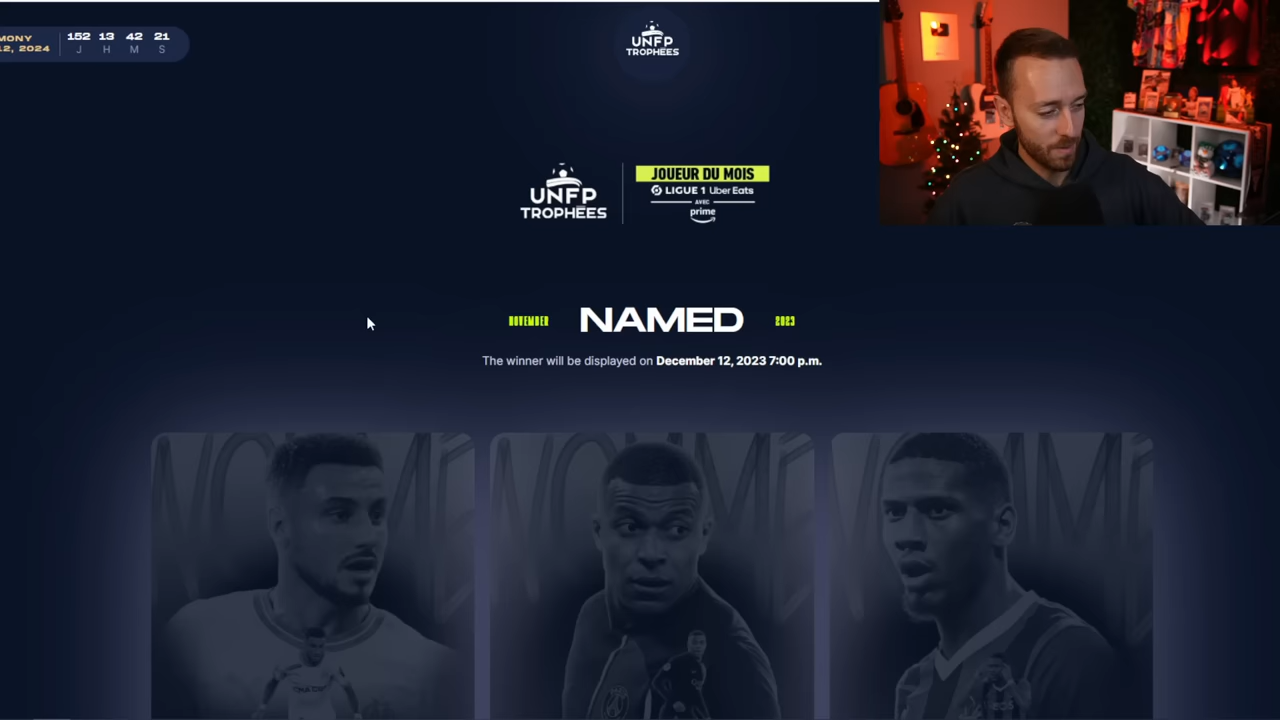 MONY
12, 2024
152 13 42 21
J H M S
UNFP
TROPHÉES
UNFP
TROPHÉES
JOUEUR DU MOIS
LIGUE 1 Uber Eats
AVEC
prime
NOVEMBER NAMED 2023
The winner will be displayed on December 12, 2023 7:00 p.m.